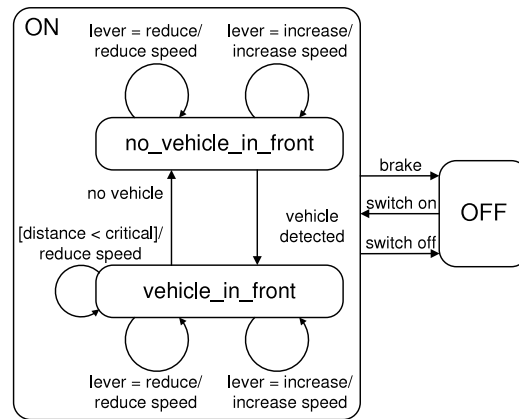 ON
lever = reduce/
reduce speed
lever = increase/
increase speed
no_vehicle_in_front
no vehicle
vehicle
detected
[distance < critical]/
reduce speed
vehicle_in_front
lever = reduce/
reduce speed
lever = increase/
increase speed
brake
switch on
switch off
OFF